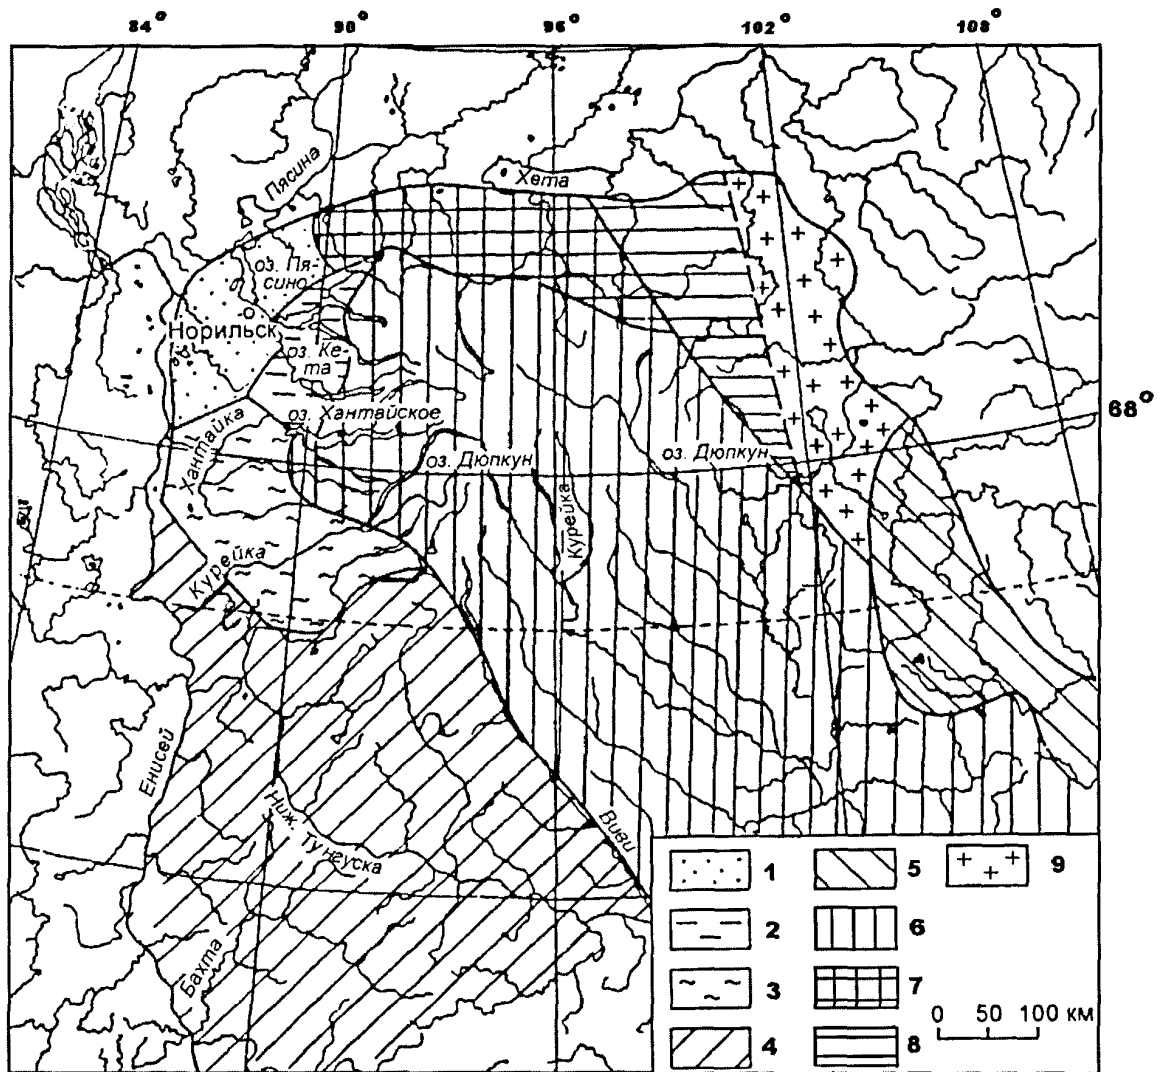 84° 90° 96° 102° 108°
Пясина
Хета
оз. Пя-
сино
Норильск
оз. Ке-
та
68°
оз. Хантайское
Хантайка
оз. Дюпкун
оз. Дюпкун
Курейка
Курейка
Енисей
Ниж. Тунгуска
Виви
Бахта
1 5 9
2 6
3 7
4 8
0 50 100 км